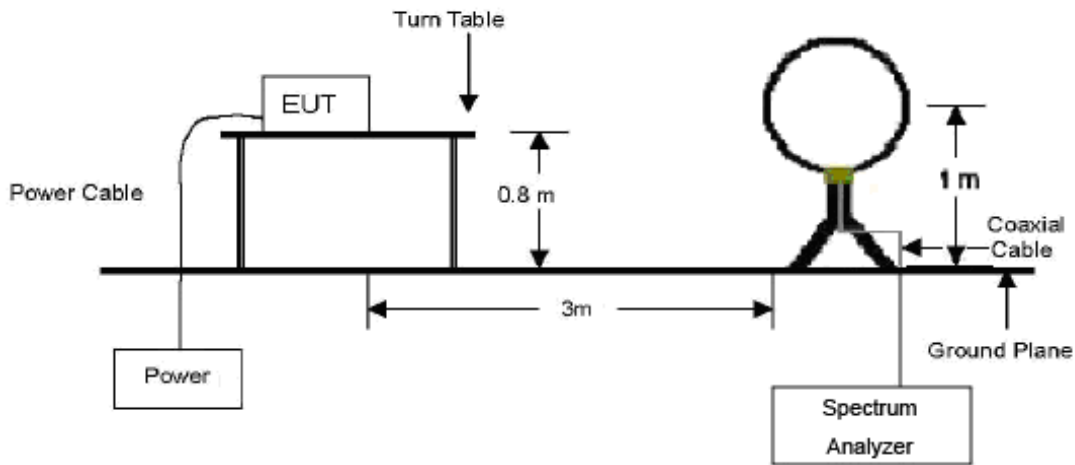 Turn Table
EUT
Power Cable
0.8 m
1 m
Coaxial
Cable
3m
Ground Plane
Power
Spectrum
Analyzer